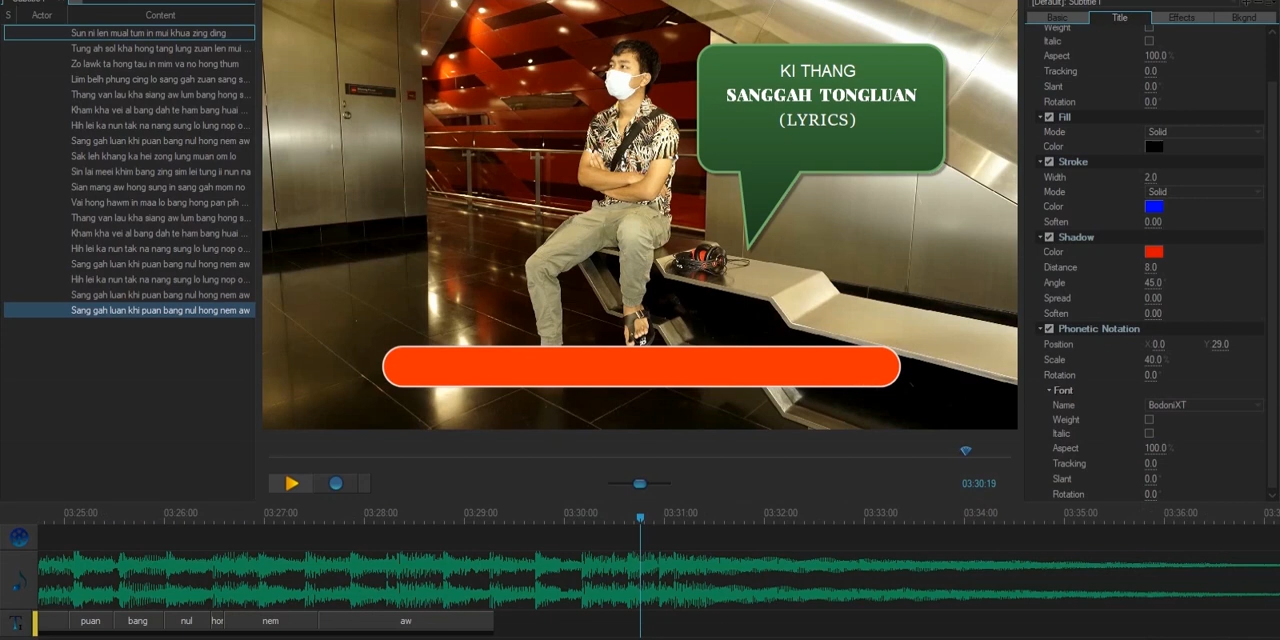 [Default]: Subtitle1
S Actor Content
Basic Title Effects Bkgnd
Sun ni len mual tum in mui khua zing ding
Tung ah sol kha hong tang lung zuan len mui ...
Zo lawk ta hong tau in mim va no hong thum
Liim belh phung cing lo sang gah zuan sang s...
Thang van lau kha siang aw lum bang hong s...
Kham kha vei al bang dah te ham bang huai ...
Hih lei ka nun tak na nang sung lo lung nop o...
Sang gah luan khi puan bang nul hong nem aw
Sak leh khang ka hei zong lung muan om lo
Sin lai meei khim bang zing sim lei tung ii nun na
Sian mang aw hong sung in sang gah mom no
Vai hong hawm in maa lo bang hong pan pih ...
Thang van lau kha siang aw lum bang hong s...
Kham kha vei al bang dah te ham bang huai ...
Hih lei ka nun tak na nang sung lo lung nop o...
Sang gah luan khi puan bang nul hong nem aw
Hih lei ka nun tak na nang sung lo lung nop o...
Sang gah luan khi puan bang nul hong nem aw
Sang gah luan khi puan bang nul hong nem aw
KI THANG
SANGGAH TONGLUAN
(LYRICS)
Weight
Italic
Aspect 100.0 %
Tracking 0.0
Slant 0.0
Rotation 0.0 °
Fill
Mode Solid
Color
Stroke
Width 2.0
Mode Solid
Color
Soften 0.00
Shadow
Color
Distance 8.0
Angle 45.0 °
Spread 0.00
Soften 0.00
Phonetic Notation
Position X 0.0 Y 29.0
Scale 40.0 %
Rotation 0.0 °
Font
Name BodoniXT
Weight
Italic
Aspect 100.0 %
Tracking 0.0
Slant 0.0
Rotation 0.0 °
03:30:19
03:25:00 03:26:00 03:27:00 03:28:00 03:29:00 03:30:00 03:31:00 03:32:00 03:33:00 03:34:00 03:35:00 03:36:00 03:3
T puan bang nul hon nem aw